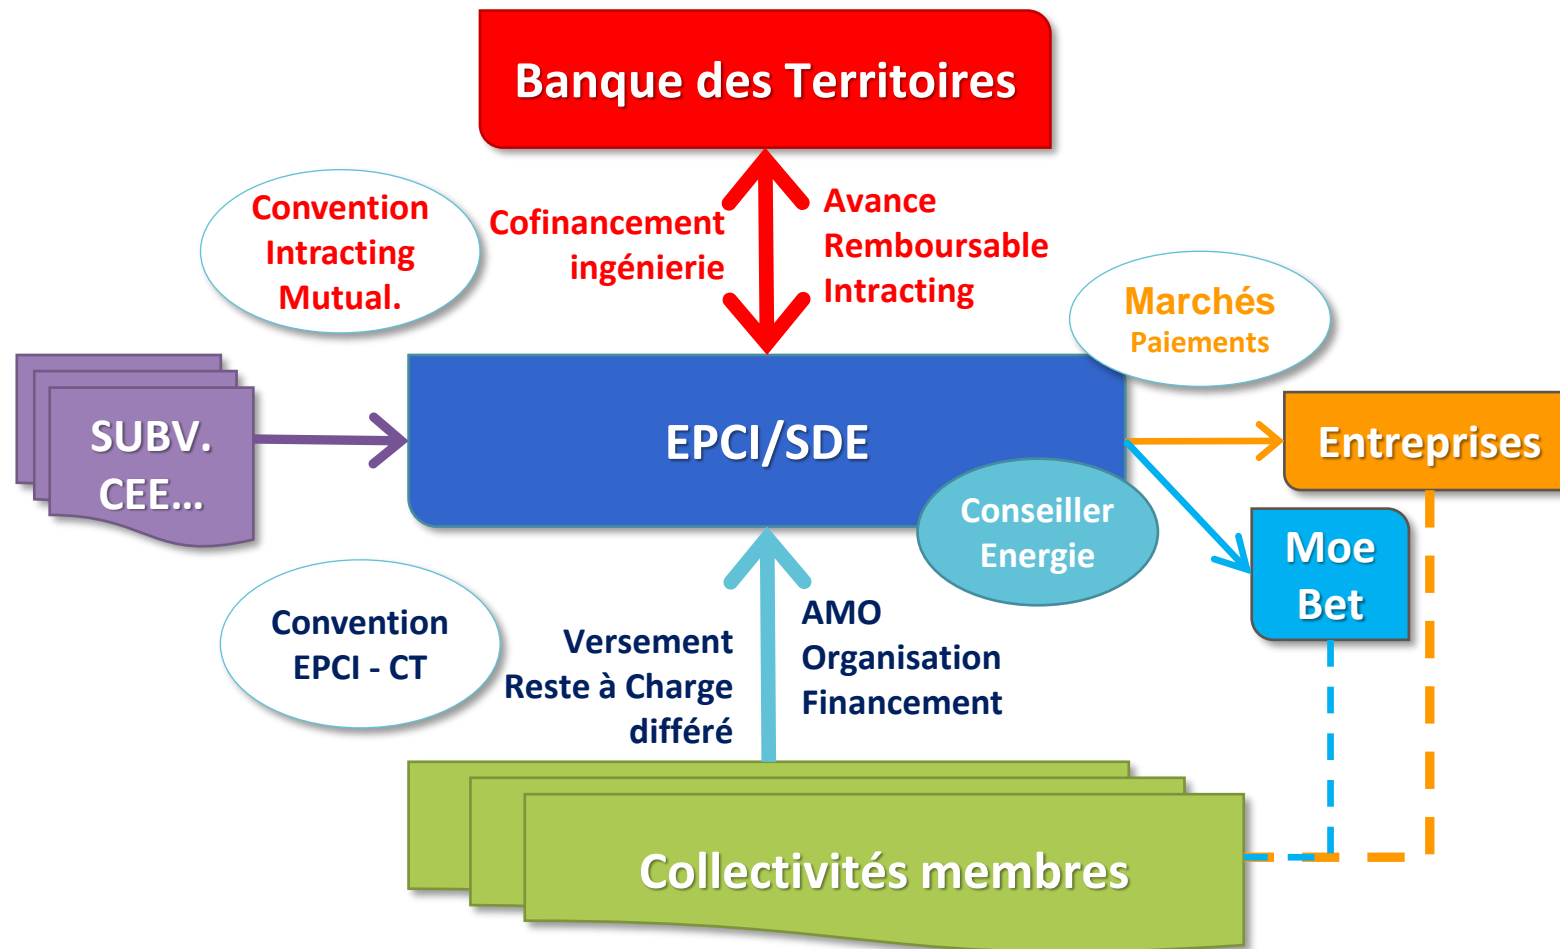 Banque des Territoires
Convention
Intracting
Mutual.
Cofinancement
ingénierie
Avance
Remboursable
Intracting
Marchés
Paiements
SUBV.
CEE...
EPCI/SDE
Entreprises
Conseiller
Energie
Moe
Bet
Convention
EPCI - CT
Versement
Reste à Charge
différé
AMO
Organisation
Financement
Collectivités membres